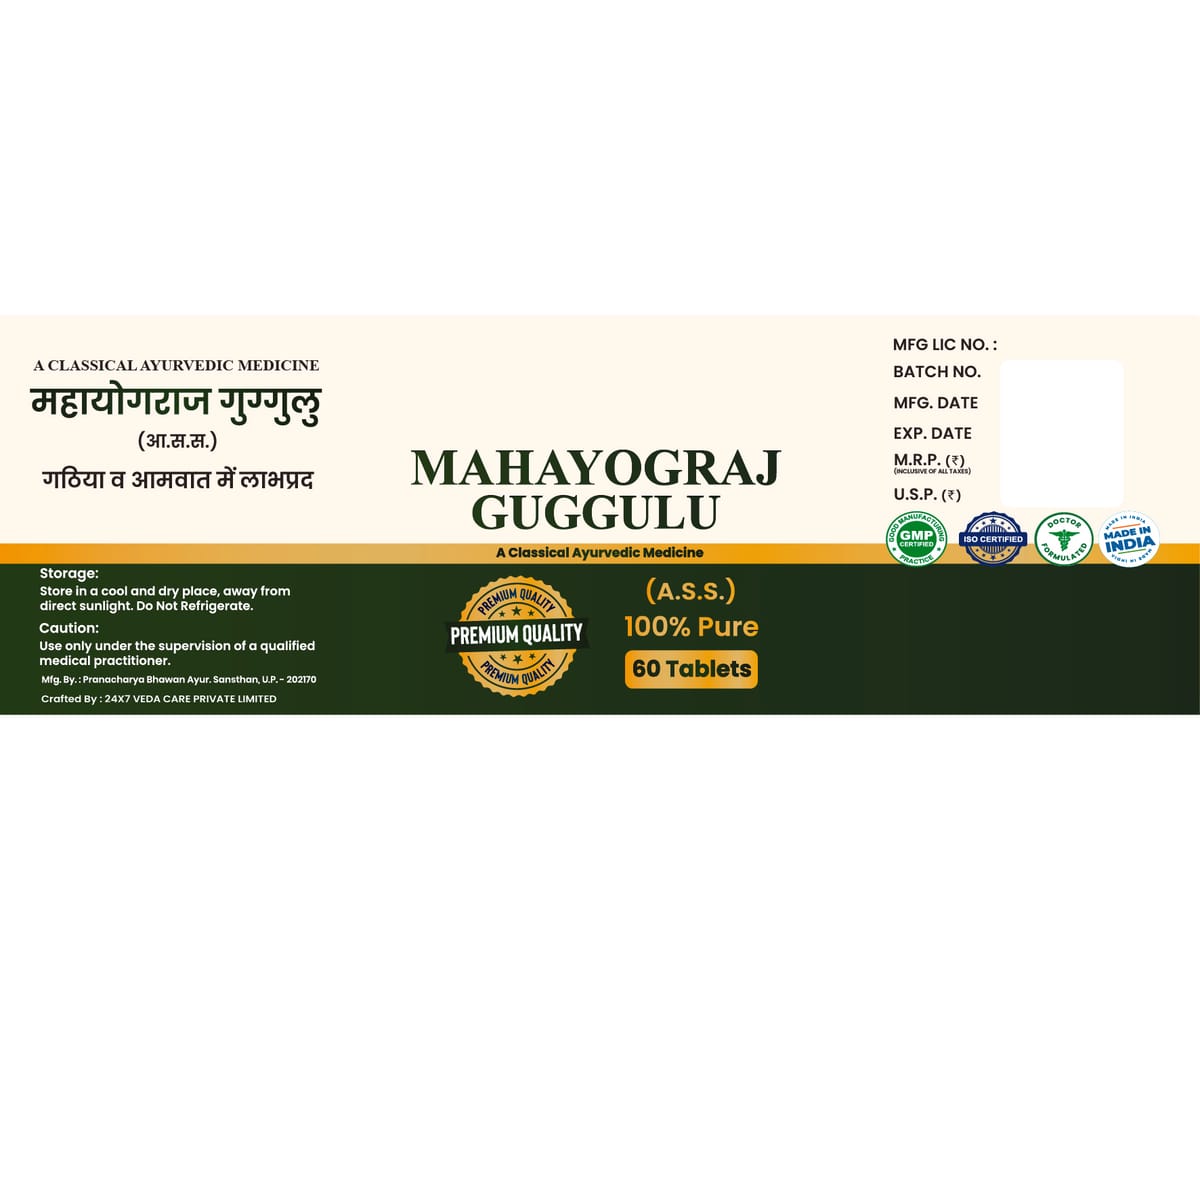 A CLASSICAL AYURVEDIC MEDICINE
महायोगराज गुग्गुलु
(आ.स.स.)
गठिया व आमवात में लाभप्रद
Storage:
Store in a cool and dry place, away from
direct sunlight. Do Not Refrigerate.
Caution:
Use only under the supervision of a qualified
medical practitioner.
Mfg. By. : Pranacharya Bhawan Ayur. Sansthan, U.P. - 202170
Crafted By : 24X7 VEDA CARE PRIVATE LIMITED
MAHAYOGRAJ
GUGGULU
A Classical Ayurvedic Medicine
PREMIUM QUALITY
PREMIUM QUALITY
PREMIUM QUALITY
(A.S.S.)
100% Pure
60 Tablets
MFG LIC NO. :
BATCH NO.
MFG. DATE
EXP. DATE
M.R.P. (₹)
(INCLUSIVE OF ALL TAXES)
U.S.P. (₹)
GOOD MANUFACTURING
GMP
CERTIFIED
PRACTICE
ISO CERTIFIED
DOCTOR
FORMULATED
MADE IN INDIA
MADE IN
INDIA